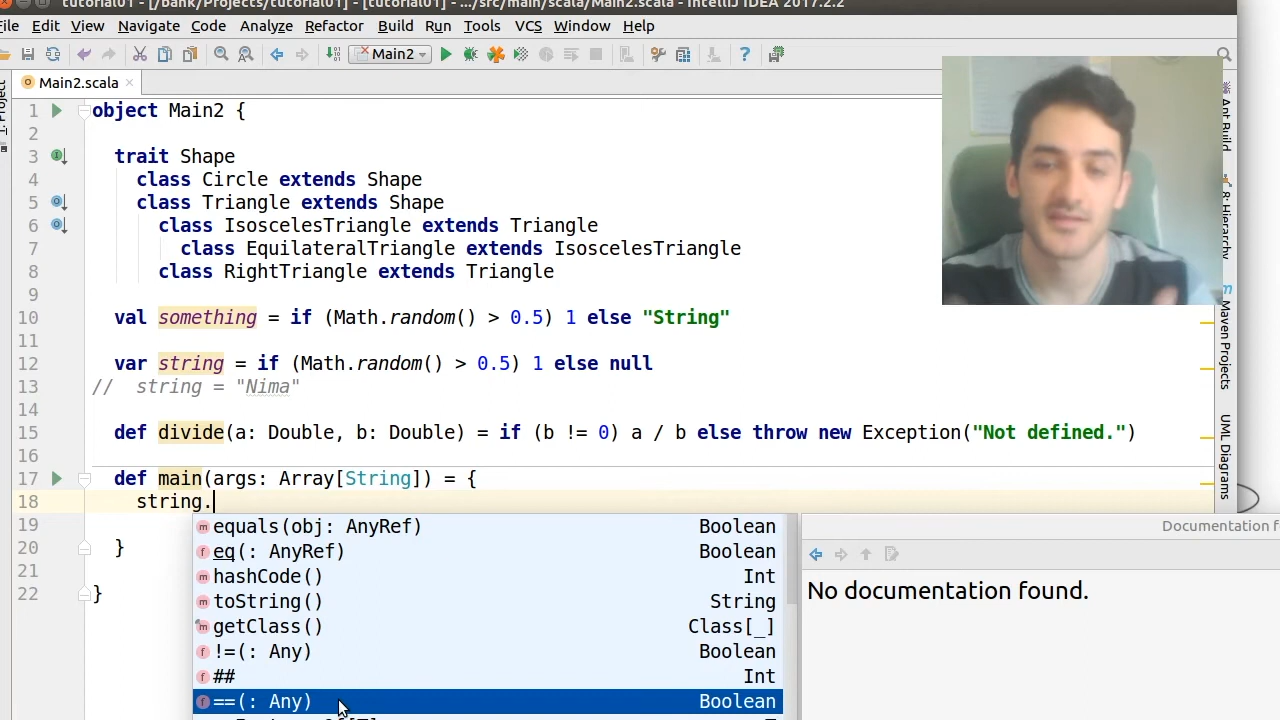 tutorial01 - [/bank/Projects/tutorial01] - [tutorial01] - .../src/main/scala/Main2.scala - IntelliJ IDEA 2017.2.2
File Edit View Navigate Code Analyze Refactor Build Run Tools VCS Window Help
Main2
Main2.scala
1: Project
1 object Main2 {
2
3 trait Shape
4 class Circle extends Shape
5 class Triangle extends Shape
6 class IsoscelesTriangle extends Triangle
7 class EquilateralTriangle extends IsoscelesTriangle
8 class RightTriangle extends Triangle
9
10 val something = if (Math.random() > 0.5) 1 else "String"
11
12 var string = if (Math.random() > 0.5) 1 else null
13 // string = "Nima"
14
15 def divide(a: Double, b: Double) = if (b != 0) a / b else throw new Exception("Not defined.")
16
17 def main(args: Array[String]) = {
18 string.
19
20 }
21
22 }
equals(obj: AnyRef) Boolean
eq(: AnyRef) Boolean
hashCode() Int
toString() String
getClass() Class[_]
!=(: Any) Boolean
## Int
==(: Any) Boolean
Documentation f
No documentation found.
Ant Build
8: Hierarchy
Maven Projects
UML Diagrams